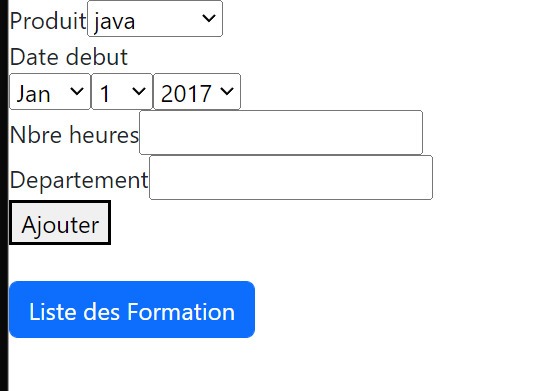 Produit java
Date debut
Jan 1 2017
Nbre heures
Departement
Ajouter
Liste des Formation